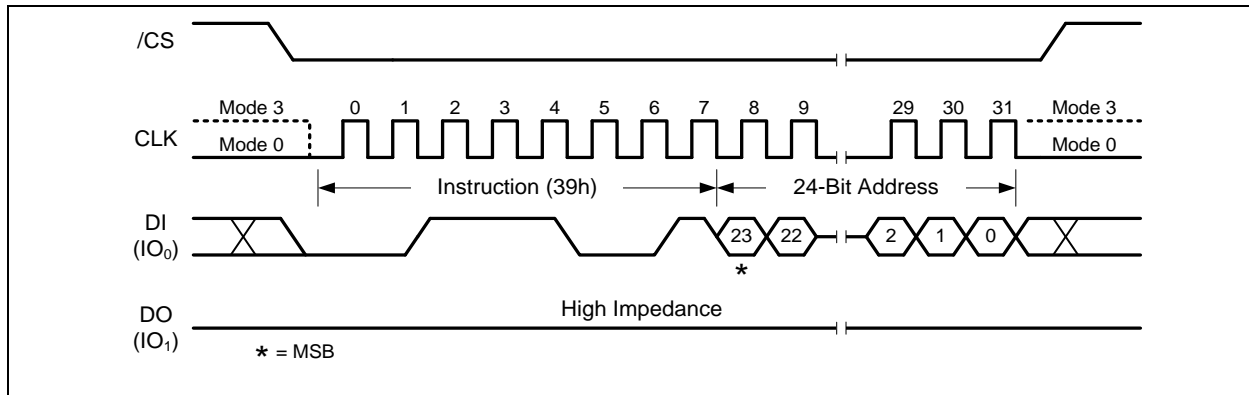 /CS
Mode 3 0 1 2 3 4 5 6 7 8 9 29 30 31 Mode 3
CLK
Mode 0 Mode 0
Instruction (39h) 24-Bit Address
DI
(IO₀)
23 22 2 1 0
*
High Impedance
DO
(IO₁)
* = MSB